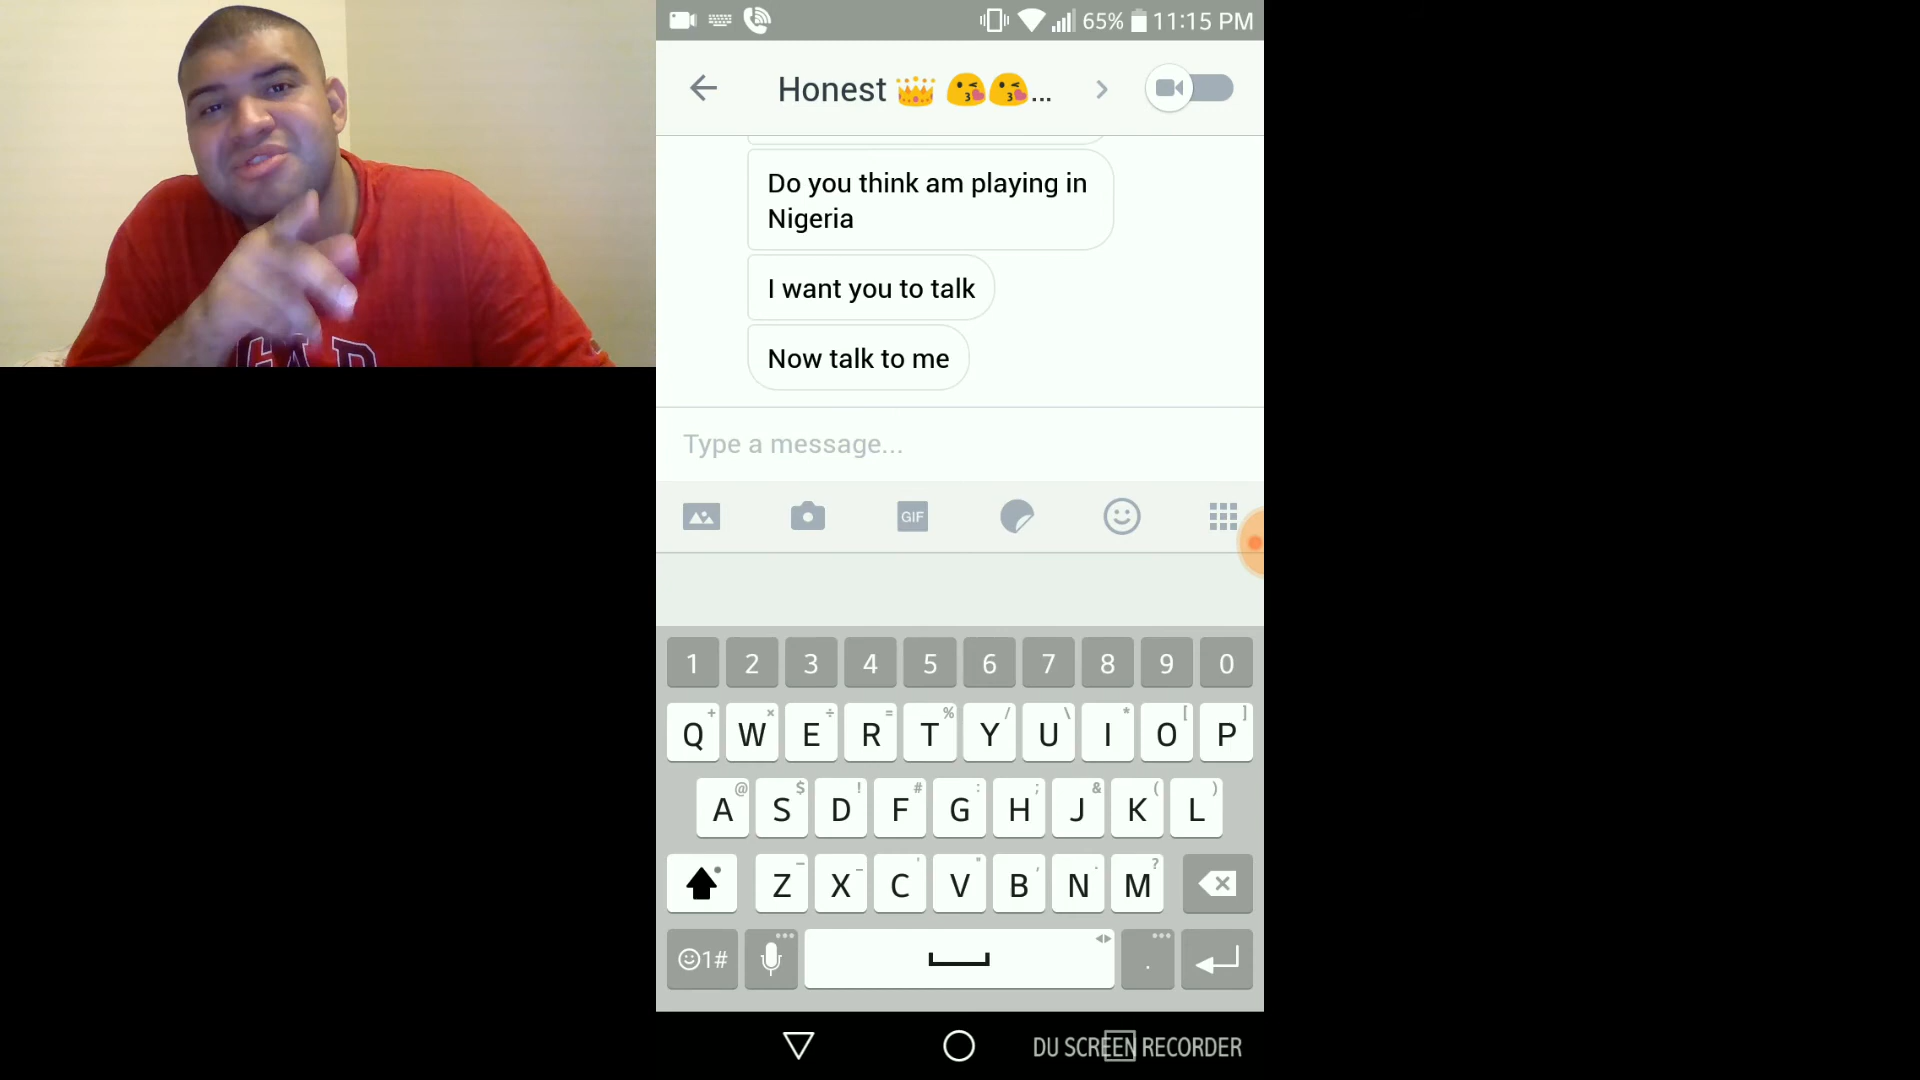 65% 11:15 PM
Honest 👑 😘😘...
Do you think am playing in
Nigeria
I want you to talk
Now talk to me
Type a message...
GIF
1 2 3 4 5 6 7 8 9 0
+ × ÷ = % / \ * [ ]
Q W E R T Y U I O P
@ $ ! # : ; & ( )
A S D F G H J K L
Z X C V B N M ?
1# .
DU SCREEN RECORDER
GAP